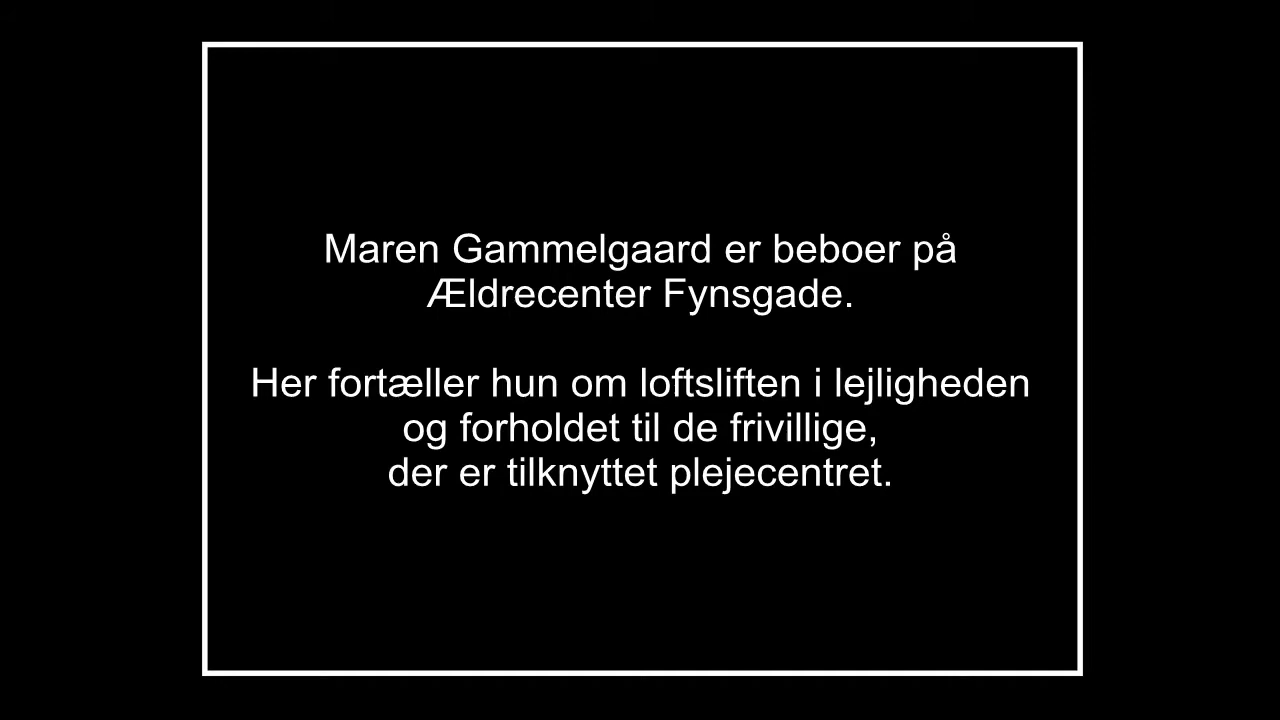 Maren Gammelgaard er beboer på
Ældrecenter Fynsgade.
Her fortæller hun om loftsliften i lejligheden
og forholdet til de frivillige,
der er tilknyttet plejecentret.